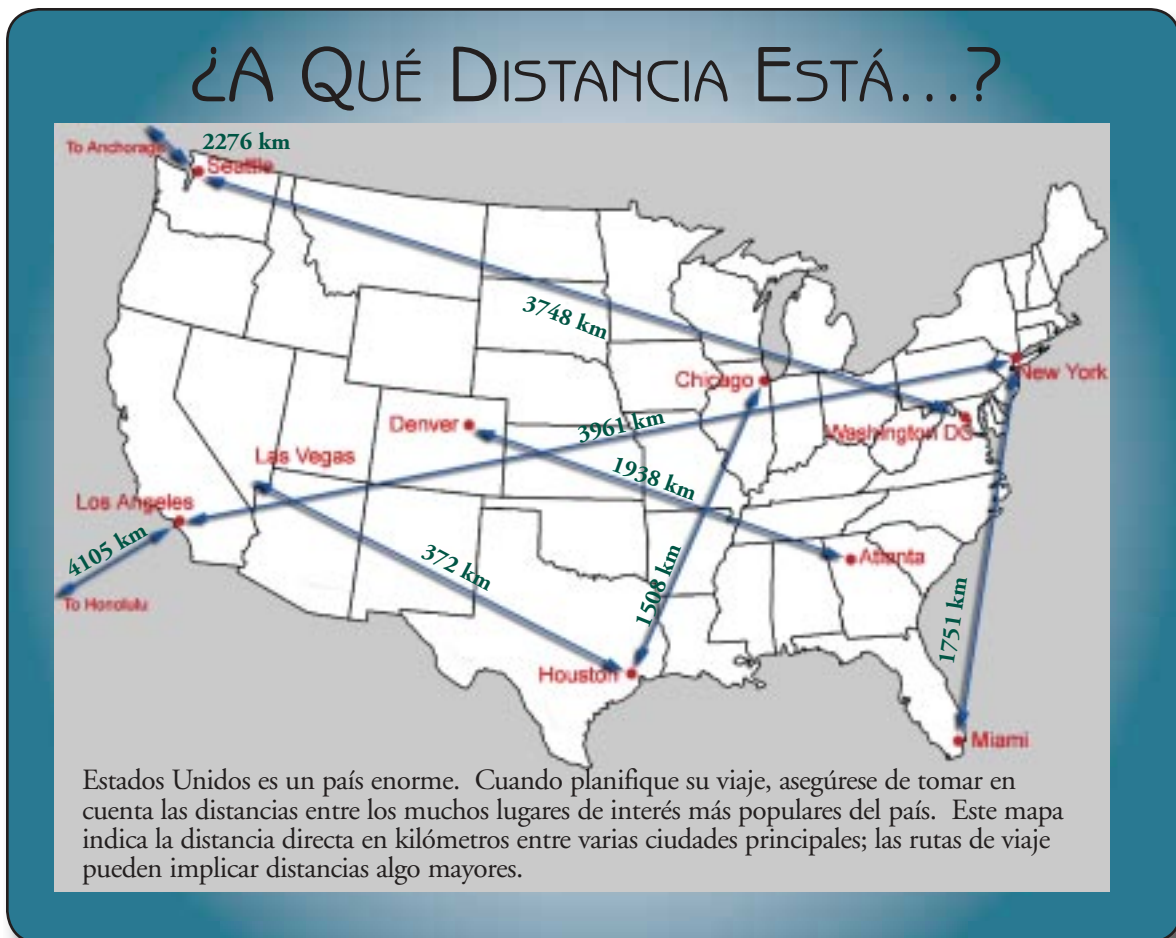 ¿A QUÉ DISTANCIA ESTÁ...?
2276 km
To Anchorage
Seattle
3748 km
Chicago
New York
3961 km
Denver
Washington DC
Las Vegas
1938 km
Los Angeles
4105 km
372 km
Atlanta
1508 km
To Honolulu
1751 km
Houston
Miami
Estados Unidos es un país enorme.  Cuando planifique su viaje, asegúrese de tomar en
cuenta las distancias entre los muchos lugares de interés más populares del país.  Este mapa
indica la distancia directa en kilómetros entre varias ciudades principales; las rutas de viaje
pueden implicar distancias algo mayores.